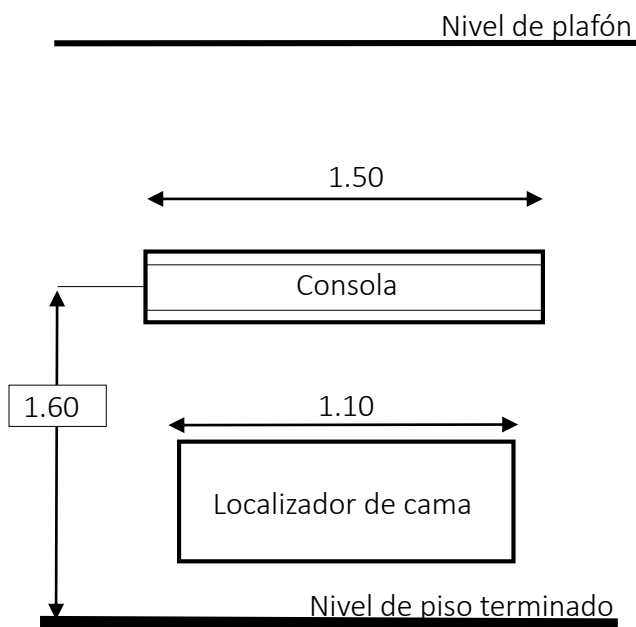 Nivel de plafón
1.50
Consola
1.60
1.10
Localizador de cama
Nivel de piso terminado